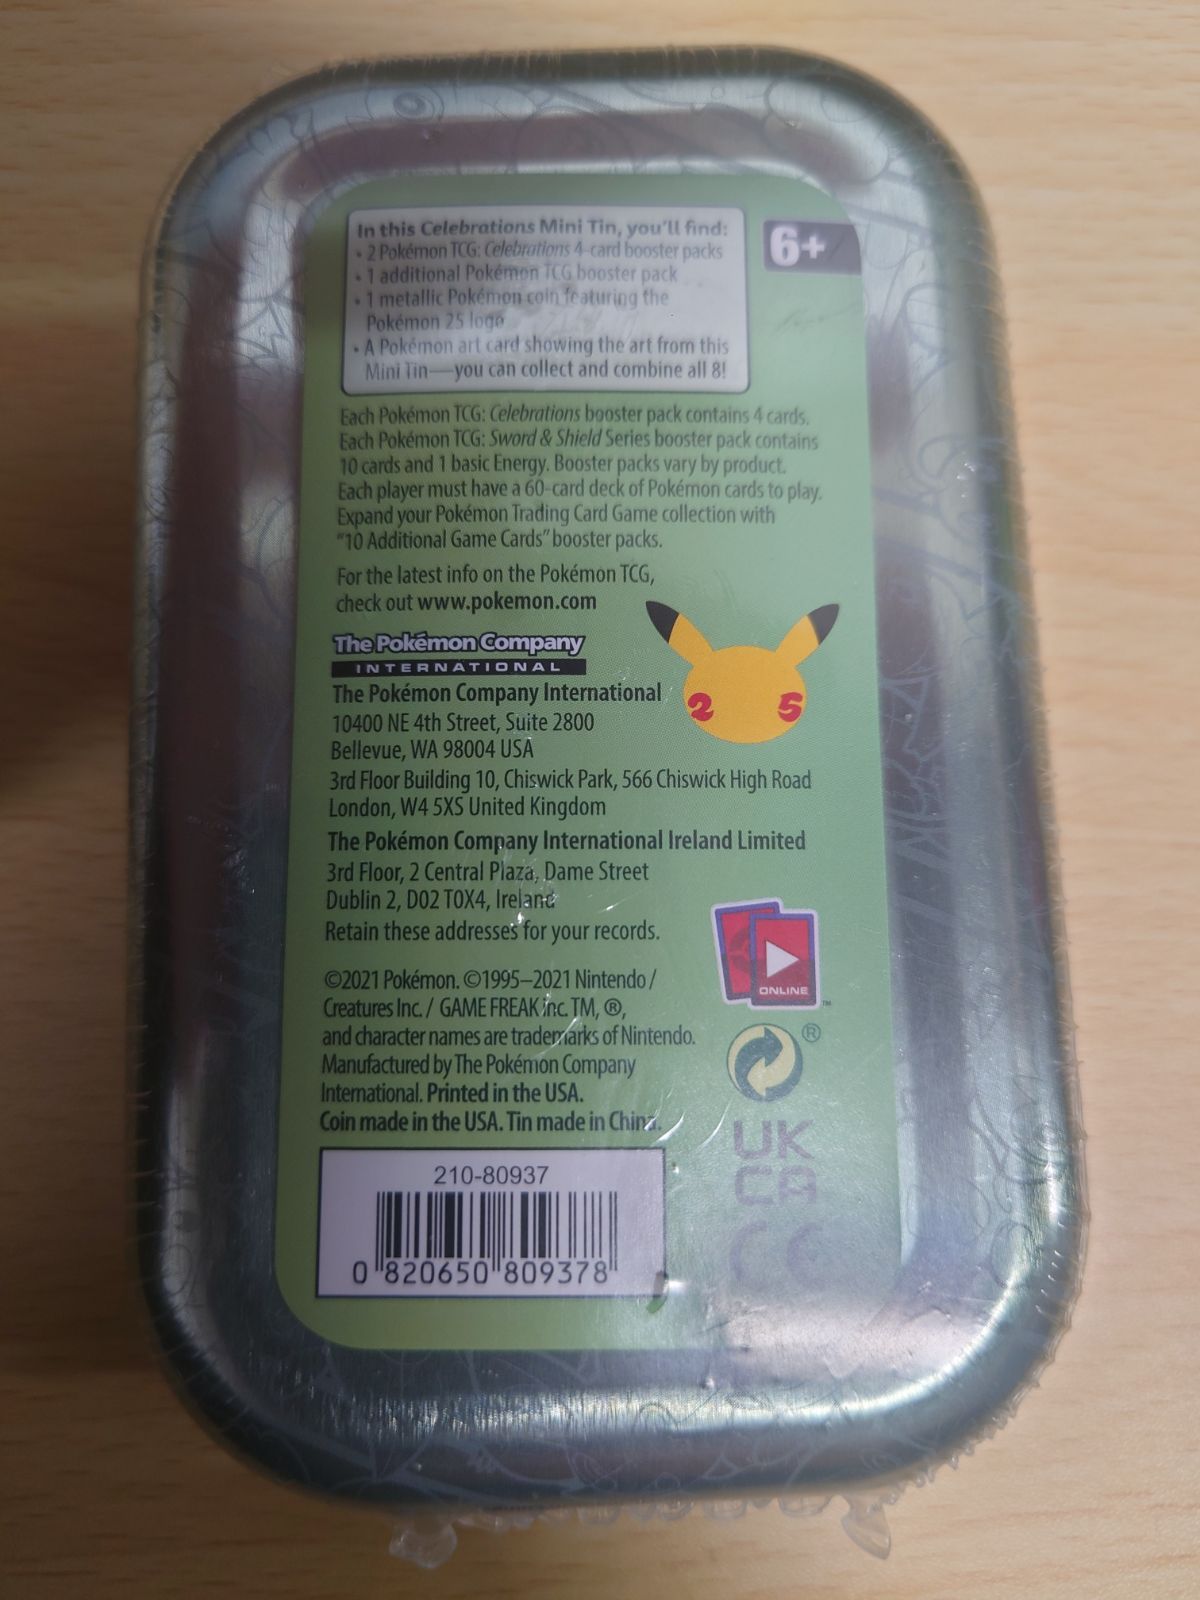 In this Celebrations Mini Tin, you'll find:
• 2 Pokémon TCG: Celebrations 4-card booster packs
• 1 additional Pokémon TCG booster pack
• 1 metallic Pokémon coin featuring the
Pokémon 25 logo
• A Pokémon art card showing the art from this
Mini Tin—you can collect and combine all 8!
6+
Each Pokémon TCG: Celebrations booster pack contains 4 cards.
Each Pokémon TCG: Sword & Shield Series booster pack contains
10 cards and 1 basic Energy. Booster packs vary by product.
Each player must have a 60-card deck of Pokémon cards to play.
Expand your Pokémon Trading Card Game collection with
"10 Additional Game Cards" booster packs.
For the latest info on the Pokémon TCG,
check out www.pokemon.com
The Pokémon Company
INTERNATIONAL
25
The Pokémon Company International
10400 NE 4th Street, Suite 2800
Bellevue, WA 98004 USA
3rd Floor Building 10, Chiswick Park, 566 Chiswick High Road
London, W4 5XS United Kingdom
The Pokémon Company International Ireland Limited
3rd Floor, 2 Central Plaza, Dame Street
Dublin 2, D02 T0X4, Ireland
Retain these addresses for your records.
©2021 Pokémon. ©1995–2021 Nintendo /
Creatures Inc. / GAME FREAK inc. TM, ®,
and character names are trademarks of Nintendo.
Manufactured by The Pokémon Company
International. Printed in the USA.
Coin made in the USA. Tin made in China.
ONLINE
™
®
UK
CA
CE
210-80937
0 820650 809378